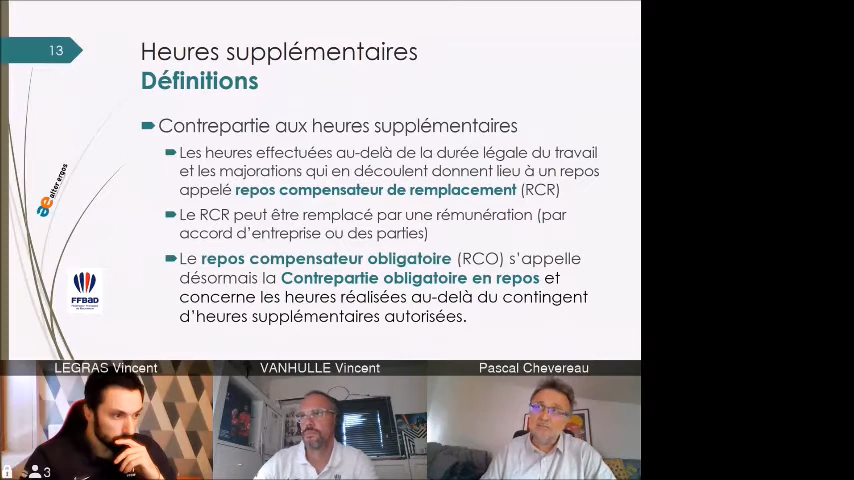 13
Heures supplémentaires
Définitions
Contrepartie aux heures supplémentaires
Les heures effectuées au-delà de la durée légale du travail
et les majorations qui en découlent donnent lieu à un repos
appelé repos compensateur de remplacement (RCR)
Le RCR peut être remplacé par une rémunération (par
accord d'entreprise ou des parties)
Le repos compensateur obligatoire (RCO) s'appelle
désormais la Contrepartie obligatoire en repos et
concerne les heures réalisées au-delà du contingent
d'heures supplémentaires autorisées.
ae alter ergos
FFBAD
LEGRAS Vincent
VANHULLE Vincent
Pascal Chevereau
3